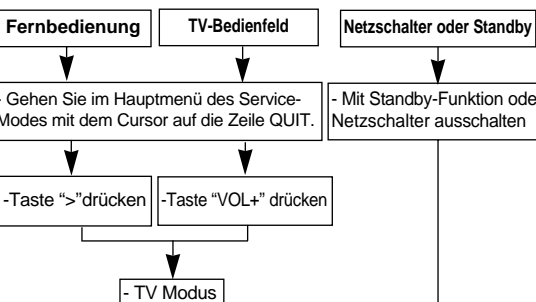 Fernbedienung
TV-Bedienfeld
Netzschalter oder Standby
- Gehen Sie im Hauptmenü des Service-
Modes mit dem Cursor auf die Zeile QUIT.
- Mit Standby-Funktion ode
Netzschalter ausschalten
-Taste “>”drücken
-Taste “VOL+” drücken
- TV Modus